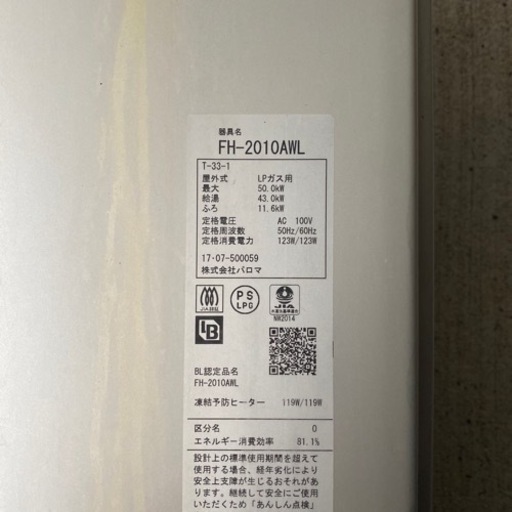 器具名
FH-2010AWL
T-33-1
屋外式 LPガス用
最大 50.0kW
給湯 43.0kW
ふろ 11.6kW
定格電圧 AC 100V
定格周波数 50Hz/60Hz
定格消費電力 123W/123W
17·07-500059
株式会社パロマ
JIA認証
PS
LPG
JIA
NW2014
LB
BL認定品名
FH-2010AWL
凍結予防ヒーター 119W/119W
区分名 0
エネルギー消費効率 81.1%
設計上の標準使用期間を超えて
使用する場合、経年劣化により
安全上支障が生じるおそれがあ
ります。継続して安全にご使用
いただくため「あんしん点検」